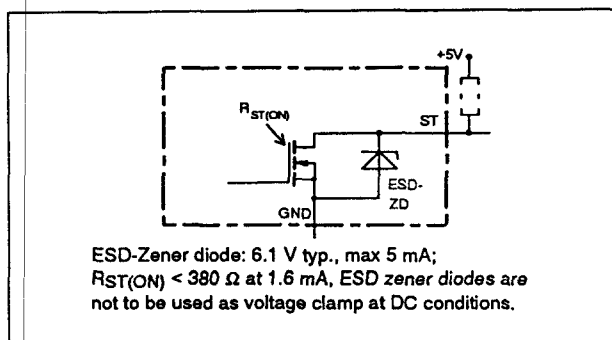 +5V
R ST(ON)
ST
ESD-
ZD
GND
ESD-Zener diode: 6.1 V typ., max 5 mA;
RST(ON) < 380 Ω at 1.6 mA, ESD zener diodes are
not to be used as voltage clamp at DC conditions.